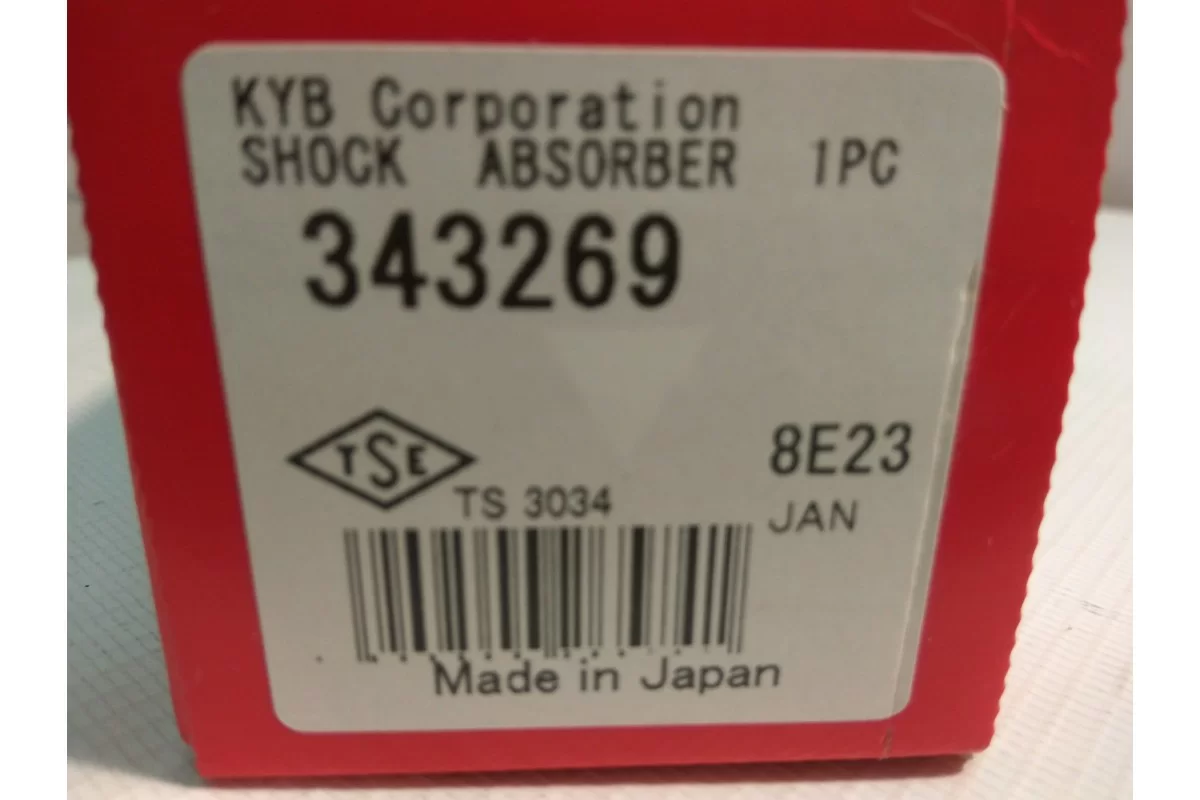 KYB Corporation
SHOCK ABSORBER 1PC
343269
TSE
TS 3034
8E23
JAN
Made in Japan